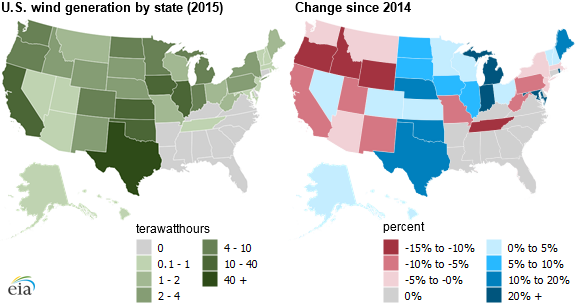 U.S. wind generation by state (2015)
Change since 2014
terawatthours
0
0.1 - 1
1 - 2
2 - 4
4 - 10
10 - 40
40 +
percent
-15% to -10%
-10% to -5%
-5% to -0%
0%
0% to 5%
5% to 10%
10% to 20%
20% +
eia